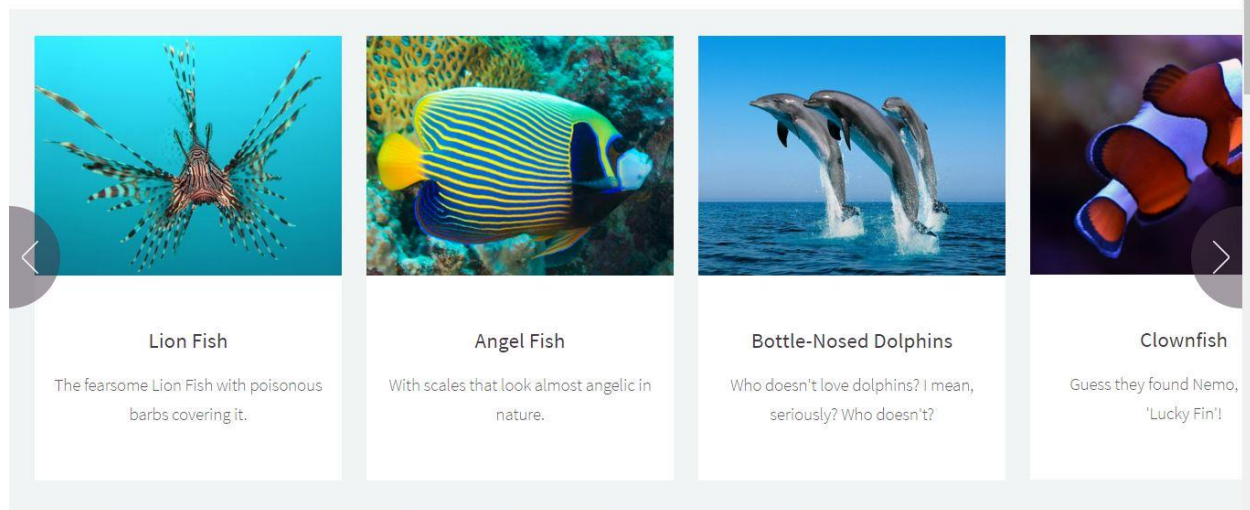 Lion Fish
The fearsome Lion Fish with poisonous
barbs covering it.
Angel Fish
With scales that look almost angelic in
nature.
Bottle-Nosed Dolphins
Who doesn't love dolphins? I mean,
seriously? Who doesn't?
Clownfish
Guess they found Nemo,
'Lucky Fin'!